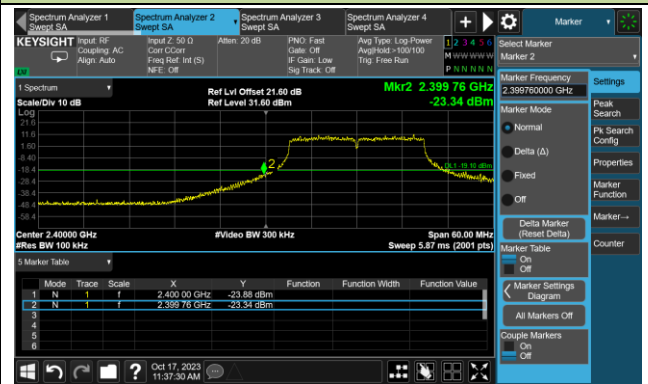 Spectrum Analyzer 1
Swept SA
Spectrum Analyzer 2
Swept SA
Spectrum Analyzer 3
Swept SA
Spectrum Analyzer 4
Swept SA
Marker
KEYSIGHT
Input: RF
Coupling: AC
Align: Auto
Input Z: 50 Ω
Corr CCorr
Freq Ref: Int (S)
NFE: Off
Atten: 20 dB
PNO: Fast
Gate: Off
IF Gain: Low
Sig Track: Off
Avg Type: Log-Power
Avg|Hold:>100/100
Trig: Free Run
1 2 3 4 5 6
M W W W W W
P N N N N N
LXI
Select Marker
Marker 2
1 Spectrum
Scale/Div 10 dB
Log
Ref Lvl Offset 21.60 dB
Ref Level 31.60 dBm
Mkr2 2.399 76 GHz
-23.34 dBm
21.6
11.6
1.60
-8.40
-18.4
-28.4
-38.4
-48.4
-58.4
2
DL1 -19.10 dBm
Center 2.40000 GHz
#Res BW 100 kHz
#Video BW 300 kHz
Span 60.00 MHz
Sweep 5.87 ms (2001 pts)
5 Marker Table
Mode Trace Scale X Y Function Function Width Function Value
1 N 1 f 2.400 00 GHz -23.88 dBm
2 N 1 f 2.399 76 GHz -23.34 dBm
3
4
5
6
Marker Frequency
2.399760000 GHz
Marker Mode
Normal
Delta (Δ)
Fixed
Off
Delta Marker
(Reset Delta)
Marker Table
On
Off
Marker Settings
Diagram
All Markers Off
Couple Markers
On
Off
Settings
Peak
Search
Pk Search
Config
Properties
Marker
Function
Marker→
Counter
Oct 17, 2023
11:37:30 AM